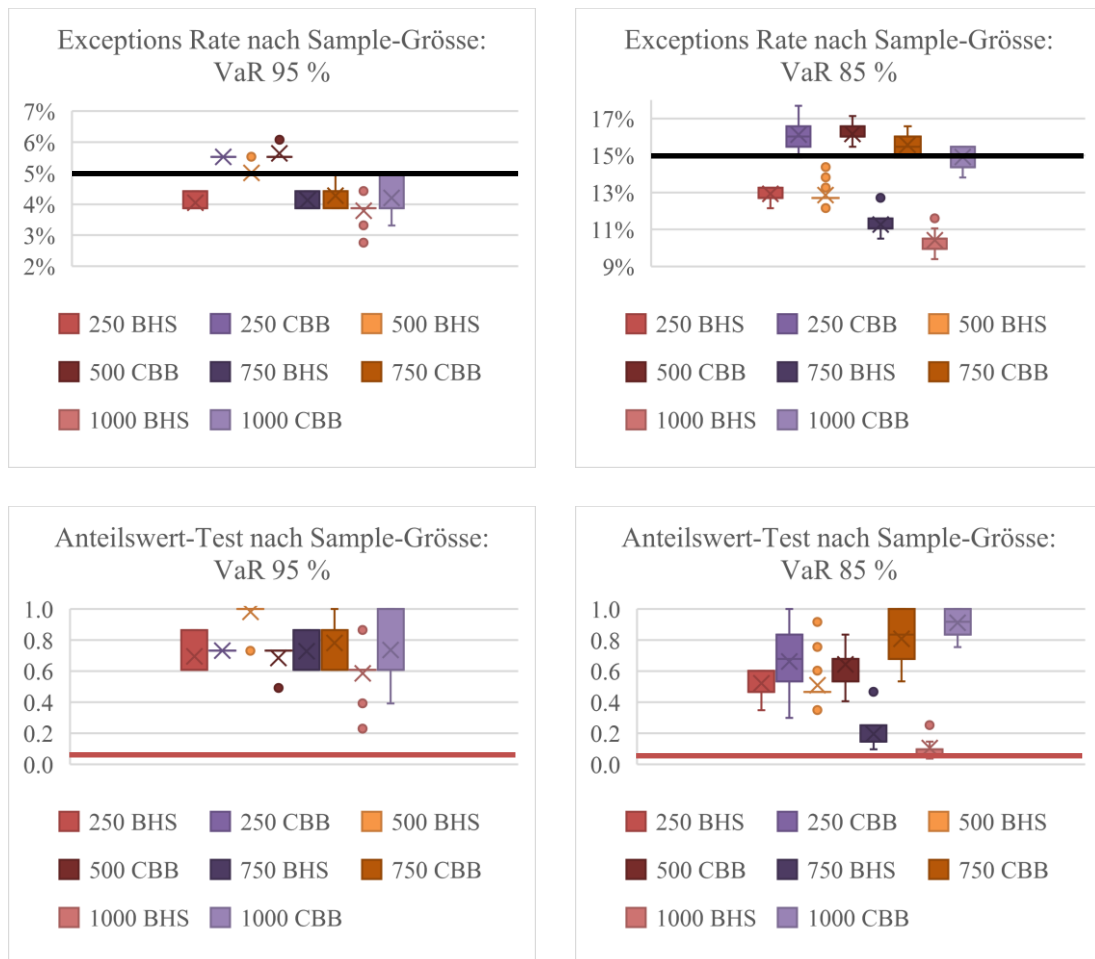 Exceptions Rate nach Sample-Grösse:
VaR 95 %
7%
6%
5%
4%
3%
2%
250 BHS
250 CBB
500 BHS
500 CBB
750 BHS
750 CBB
1000 BHS
1000 CBB
Exceptions Rate nach Sample-Grösse:
VaR 85 %
17%
15%
13%
11%
9%
250 BHS
250 CBB
500 BHS
500 CBB
750 BHS
750 CBB
1000 BHS
1000 CBB
Anteilswert-Test nach Sample-Grösse:
VaR 95 %
1.0
0.8
0.6
0.4
0.2
0.0
250 BHS
250 CBB
500 BHS
500 CBB
750 BHS
750 CBB
1000 BHS
1000 CBB
Anteilswert-Test nach Sample-Grösse:
VaR 85 %
1.0
0.8
0.6
0.4
0.2
0.0
250 BHS
250 CBB
500 BHS
500 CBB
750 BHS
750 CBB
1000 BHS
1000 CBB